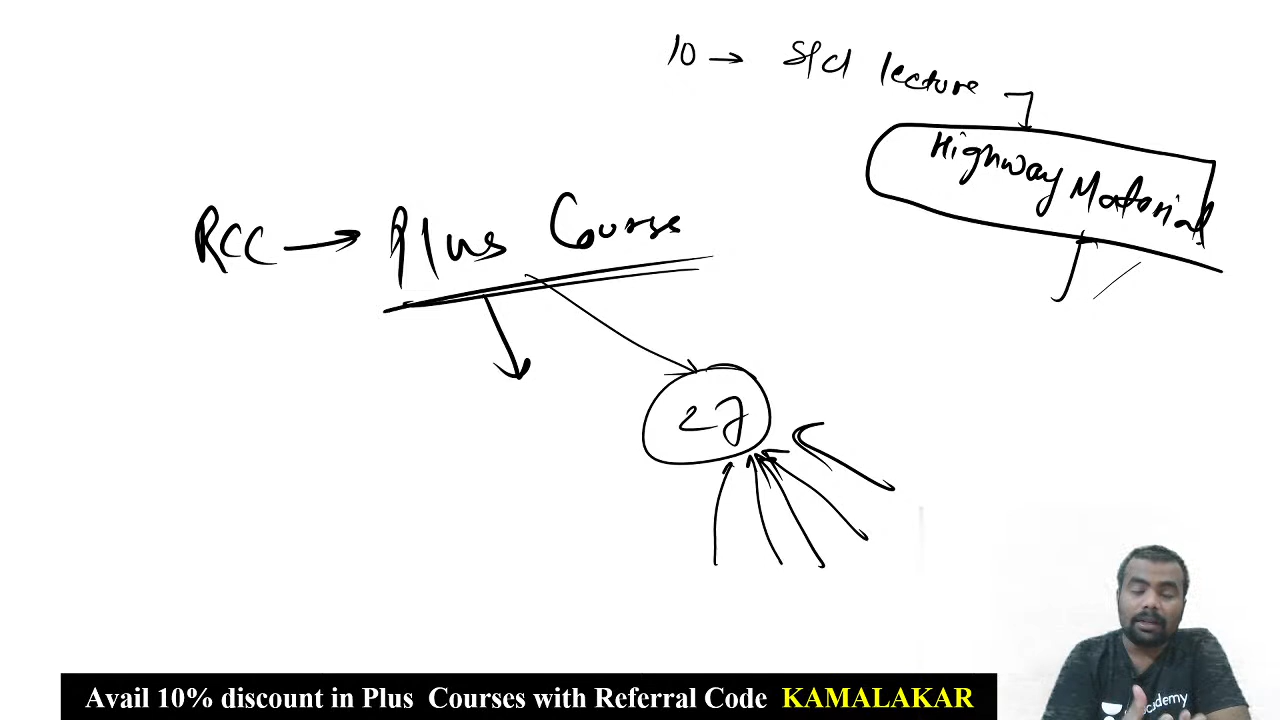 10 → Spcl lecture
Highway Material
RCC → Plus Course
27
cademy
Avail 10% discount in Plus Courses with Referral Code KAMALAKAR